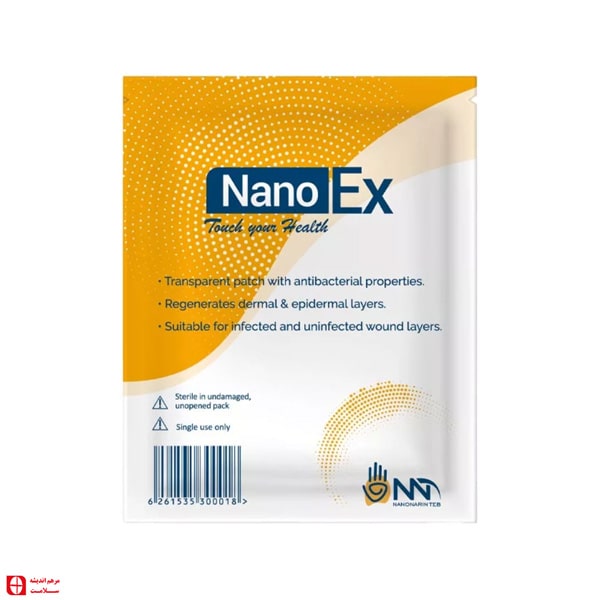 Nano Ex
Touch your Health
• Transparent patch with antibacterial properties.
• Regenerates dermal & epidermal layers.
• Suitable for infected and uninfected wound layers.
Sterile in undamaged,
unopened pack
Single use only
6 261535 300018 >
NANONARIN TEB
مرهم اندیشه
سلامت